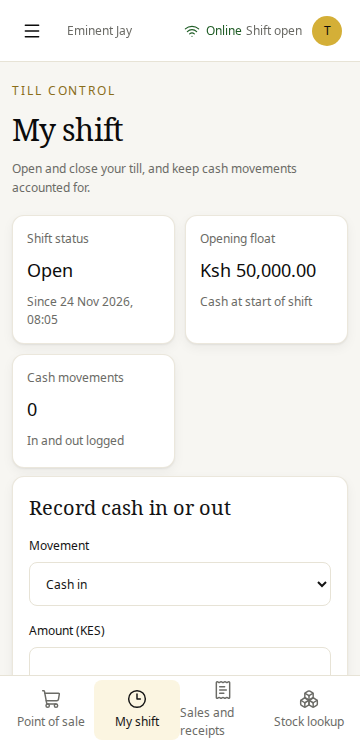 Eminent Jay
Online Shift open
T
TILL CONTROL
My shift
Open and close your till, and keep cash movements
accounted for.
Shift status
Open
Since 24 Nov 2026,
08:05
Opening float
Ksh 50,000.00
Cash at start of shift
Cash movements
0
In and out logged
Record cash in or out
Movement
Cash in
Amount (KES)
Point of sale
My shift
Sales and
receipts
Stock lookup